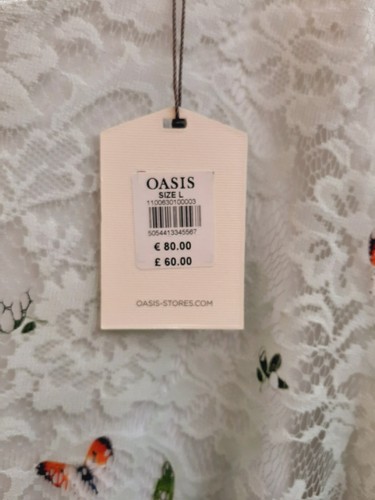 OASIS
SIZE L
1100630100003
5054413345567
€ 80.00
£ 60.00
OASIS-STORES.COM